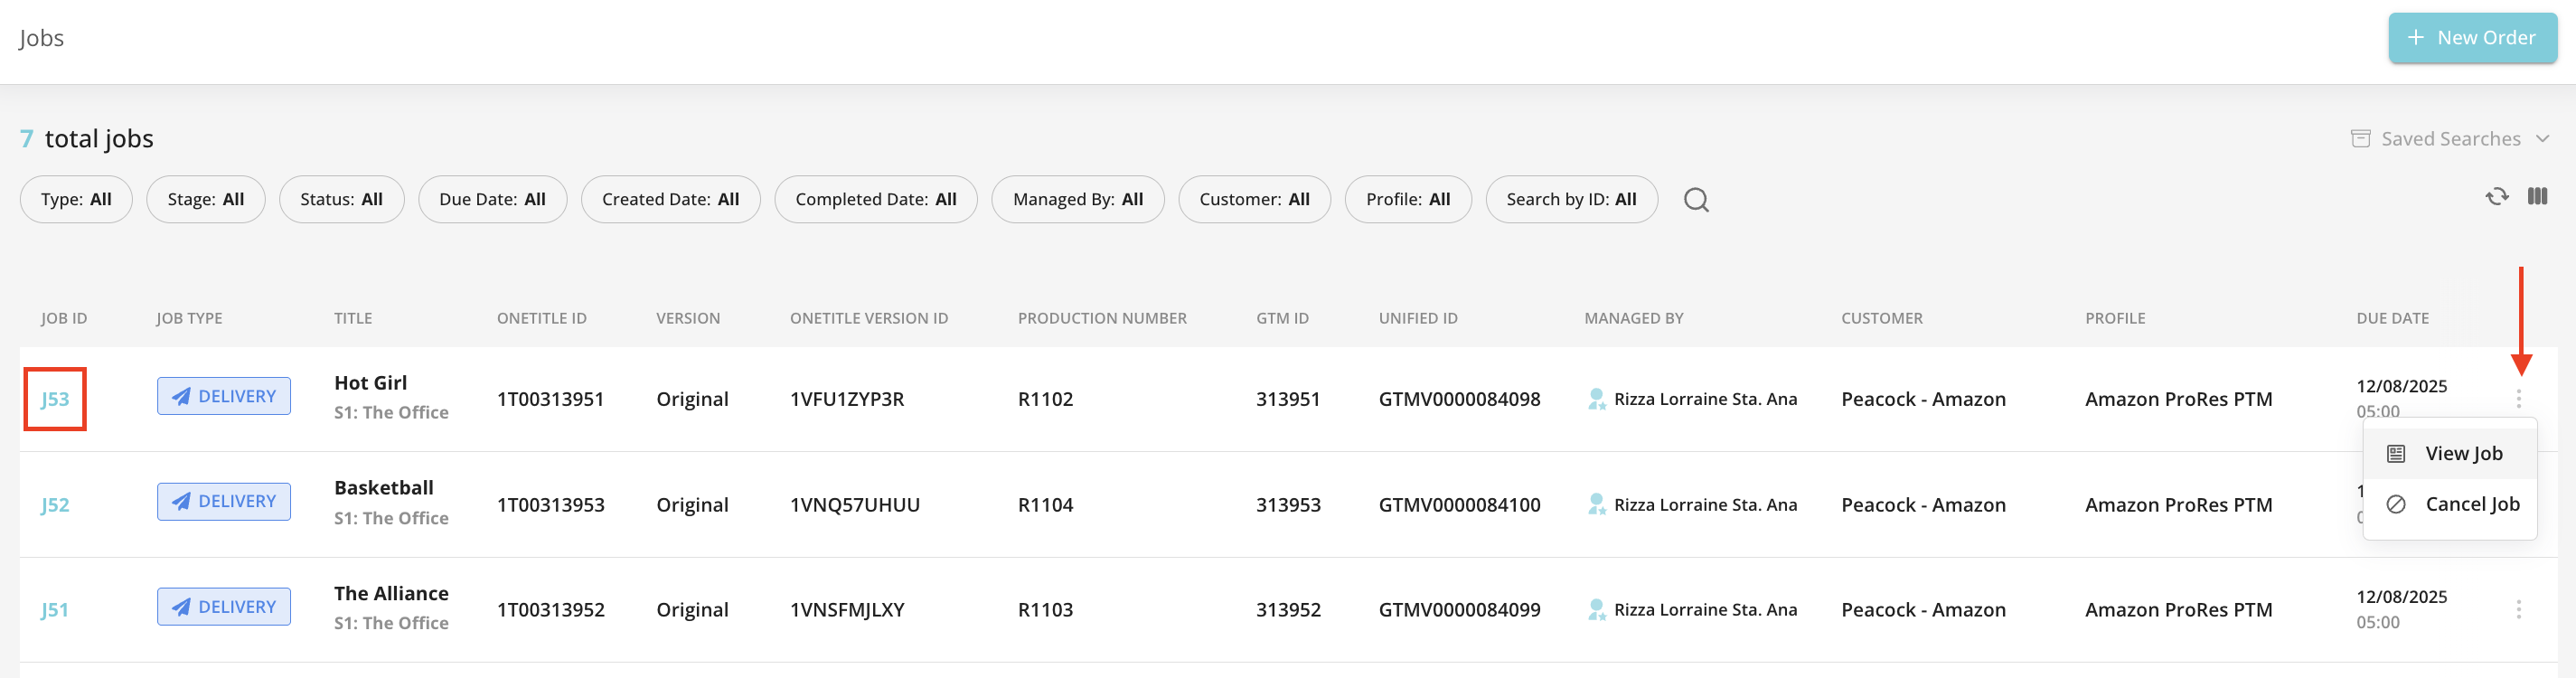 Jobs
New Order
7 total jobs
Saved Searches
Type: All Stage: All Status: All Due Date: All Created Date: All Completed Date: All Managed By: All Customer: All Profile: All Search by ID: All
JOB ID JOB TYPE TITLE ONETITLE ID VERSION ONETITLE VERSION ID PRODUCTION NUMBER GTM ID UNIFIED ID MANAGED BY CUSTOMER PROFILE DUE DATE
J53 DELIVERY Hot Girl 1T00313951 Original 1VFU1ZYP3R R1102 313951 GTMV0000084098 Rizza Lorraine Sta. Ana Peacock - Amazon Amazon ProRes PTM 12/08/2025
S1: The Office 05:00
View Job
J52 DELIVERY Basketball 1T00313953 Original 1VNQ57UHUU R1104 313953 GTMV0000084100 Rizza Lorraine Sta. Ana Peacock - Amazon Amazon ProRes PTM
S1: The Office
Cancel Job
J51 DELIVERY The Alliance 1T00313952 Original 1VNSFMJLXY R1103 313952 GTMV0000084099 Rizza Lorraine Sta. Ana Peacock - Amazon Amazon ProRes PTM 12/08/2025
S1: The Office 05:00